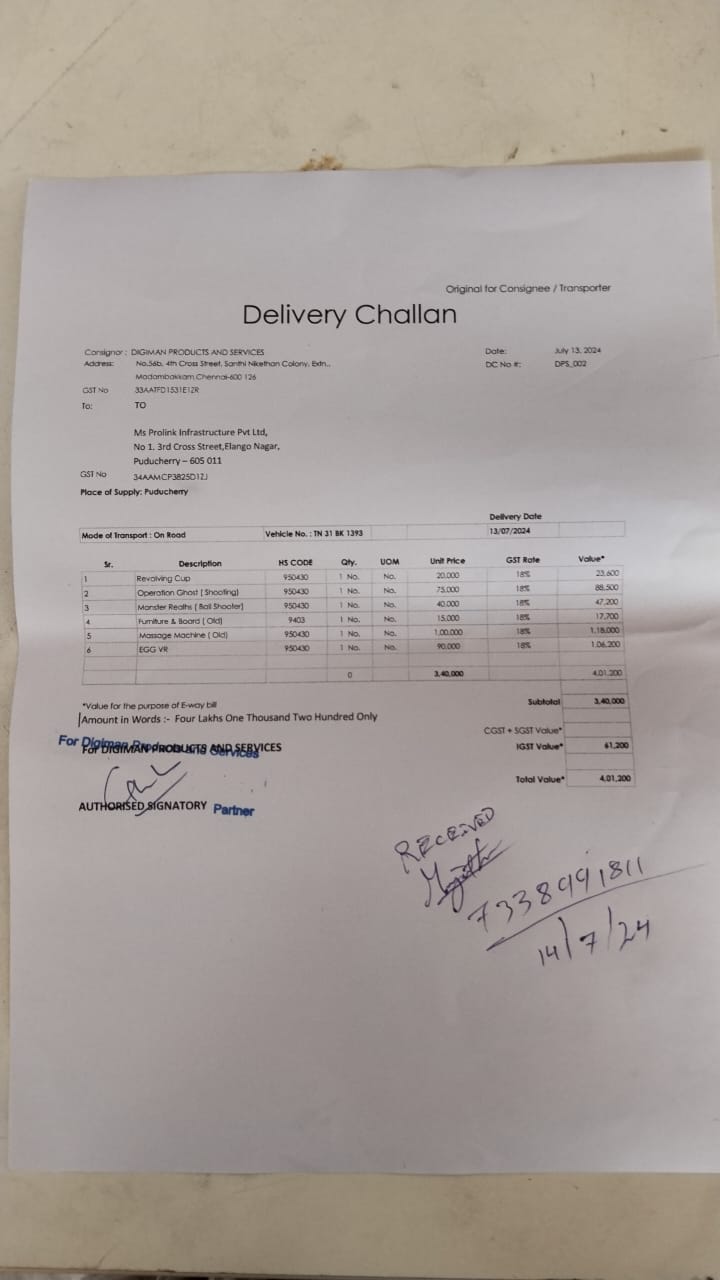 Original for Consignee / Transporter
Delivery Challan
Consignor : DIGIMAN PRODUCTS AND SERVICES Date: July 13, 2024
Address: No.56b, 4th Cross Street, Santhi Nikethan Colony, Extn., DC No #: DPS_002
Madambakkam,Chennai-600 126
GST No 33AATFD1531E1ZR
To: TO
Ms Prolink Infrastructure Pvt Ltd,
No 1, 3rd Cross Street,Elango Nagar,
Puducherry – 605 011
GST No 34AAMCP3825D1ZJ
Place of Supply: Puducherry
Delivery Date
Mode of Transport : On Road Vehicle No. : TN 31 BK 1393 13/07/2024
Sr. Description HS CODE Qty. UOM Unit Price GST Rate Value*
1 Revolving Cup 950430 1 No. No. 20,000 18% 23,600
2 Operation Ghost ( Shooting) 950430 1 No. No. 75,000 18% 88,500
3 Monster Realhs ( Ball Shooter) 950430 1 No. No. 40,000 18% 47,200
4 Furniture & Board ( Old) 9403 1 No. No. 15,000 18% 17,700
5 Massage Machine ( Old) 950430 1 No. No. 1,00,000 18% 1,18,000
6 EGG VR 950430 1 No. No. 90,000 18% 1,06,200
0 3,40,000 4,01,200
*Value for the purpose of E-way bill Subtotal 3,40,000
Amount in Words :- Four Lakhs One Thousand Two Hundred Only
CGST + SGST Value*
For Digiman Products and Services
For DIGIMAN PRODUCTS AND SERVICES IGST Value* 61,200
Total Value* 4,01,200
AUTHORISED SIGNATORY Partner
RECEIVED
7338991811
14/7/24